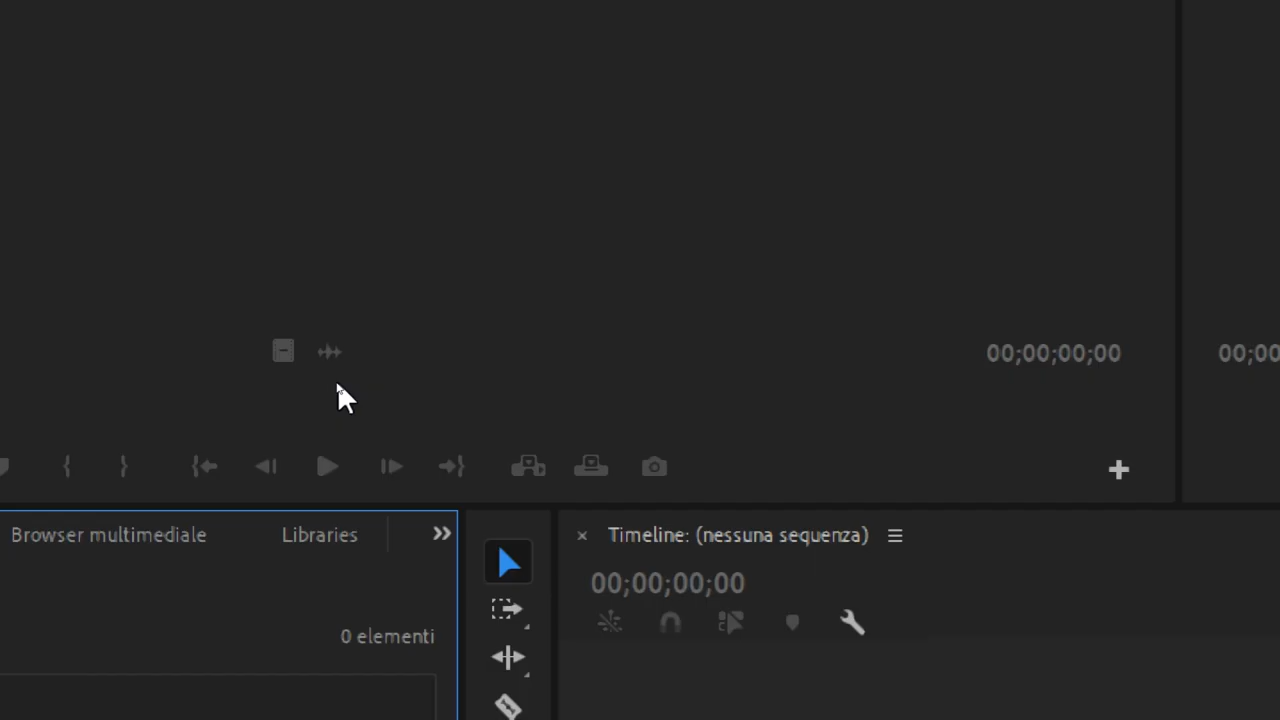 00;00;00;00
00;00
Browser multimediale
Libraries
Timeline: (nessuna sequenza)
00;00;00;00
0 elementi